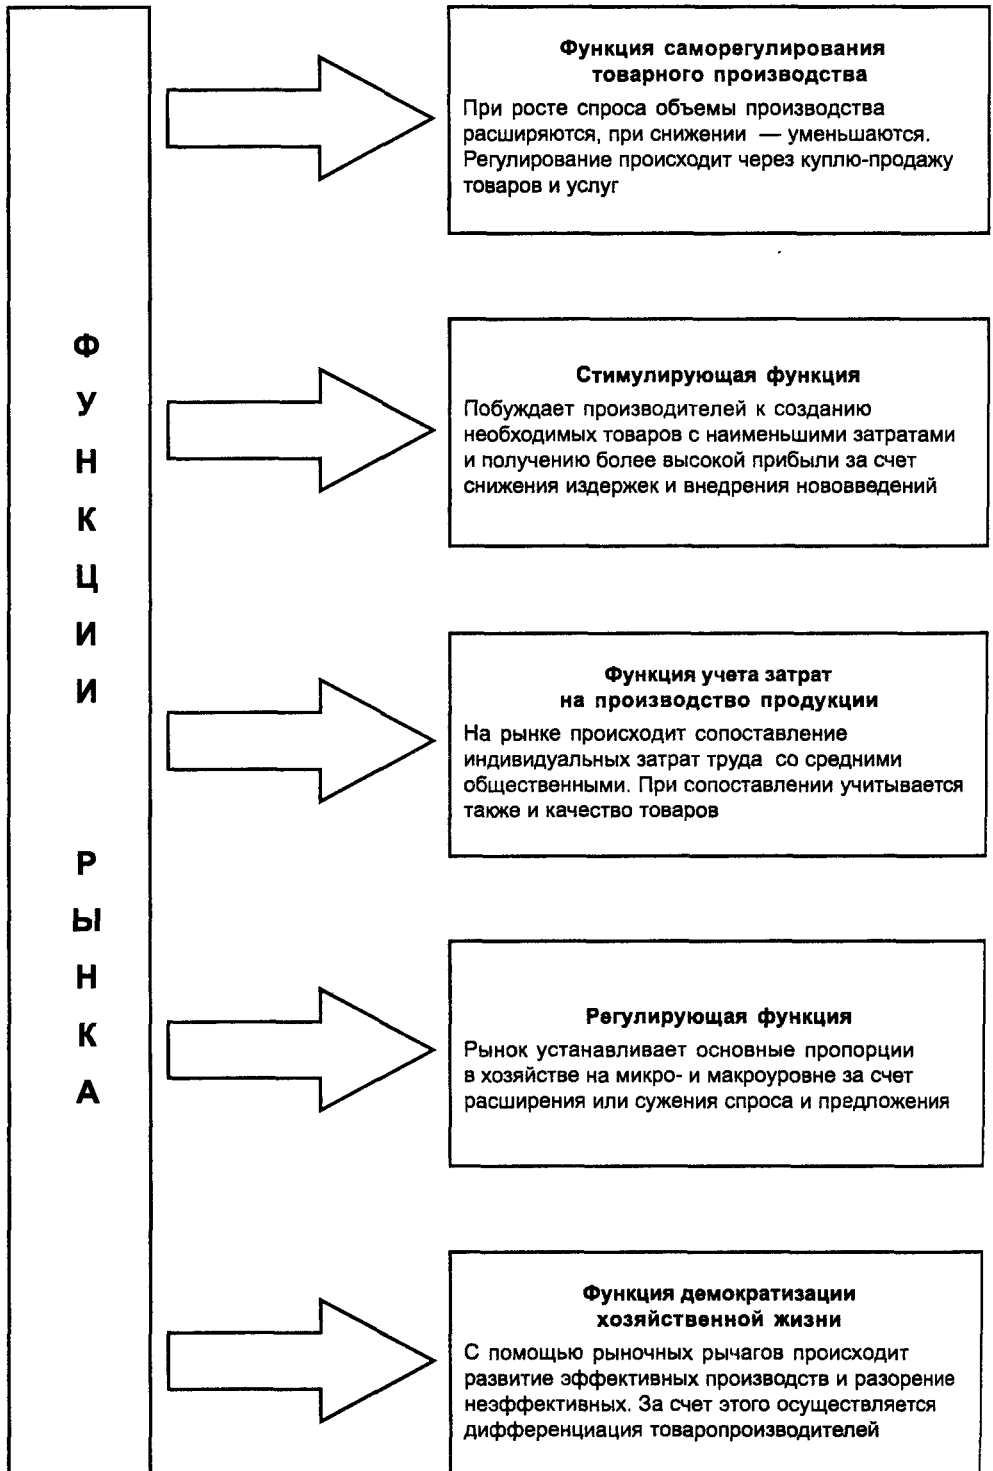 ФУНКЦИИ РЫНКА
Функция саморегулирования
товарного производства
При росте спроса объемы производства
расширяются, при снижении — уменьшаются.
Регулирование происходит через куплю-продажу
товаров и услуг
Стимулирующая функция
Побуждает производителей к созданию
необходимых товаров с наименьшими затратами
и получению более высокой прибыли за счет
снижения издержек и внедрения нововведений
Функция учета затрат
на производство продукции
На рынке происходит сопоставление
индивидуальных затрат труда со средними
общественными. При сопоставлении учитывается
также и качество товаров
Регулирующая функция
Рынок устанавливает основные пропорции
в хозяйстве на микро- и макроуровне за счет
расширения или сужения спроса и предложения
Функция демократизации
хозяйственной жизни
С помощью рыночных рычагов происходит
развитие эффективных производств и разорение
неэффективных. За счет этого осуществляется
дифференциация товаропроизводителей